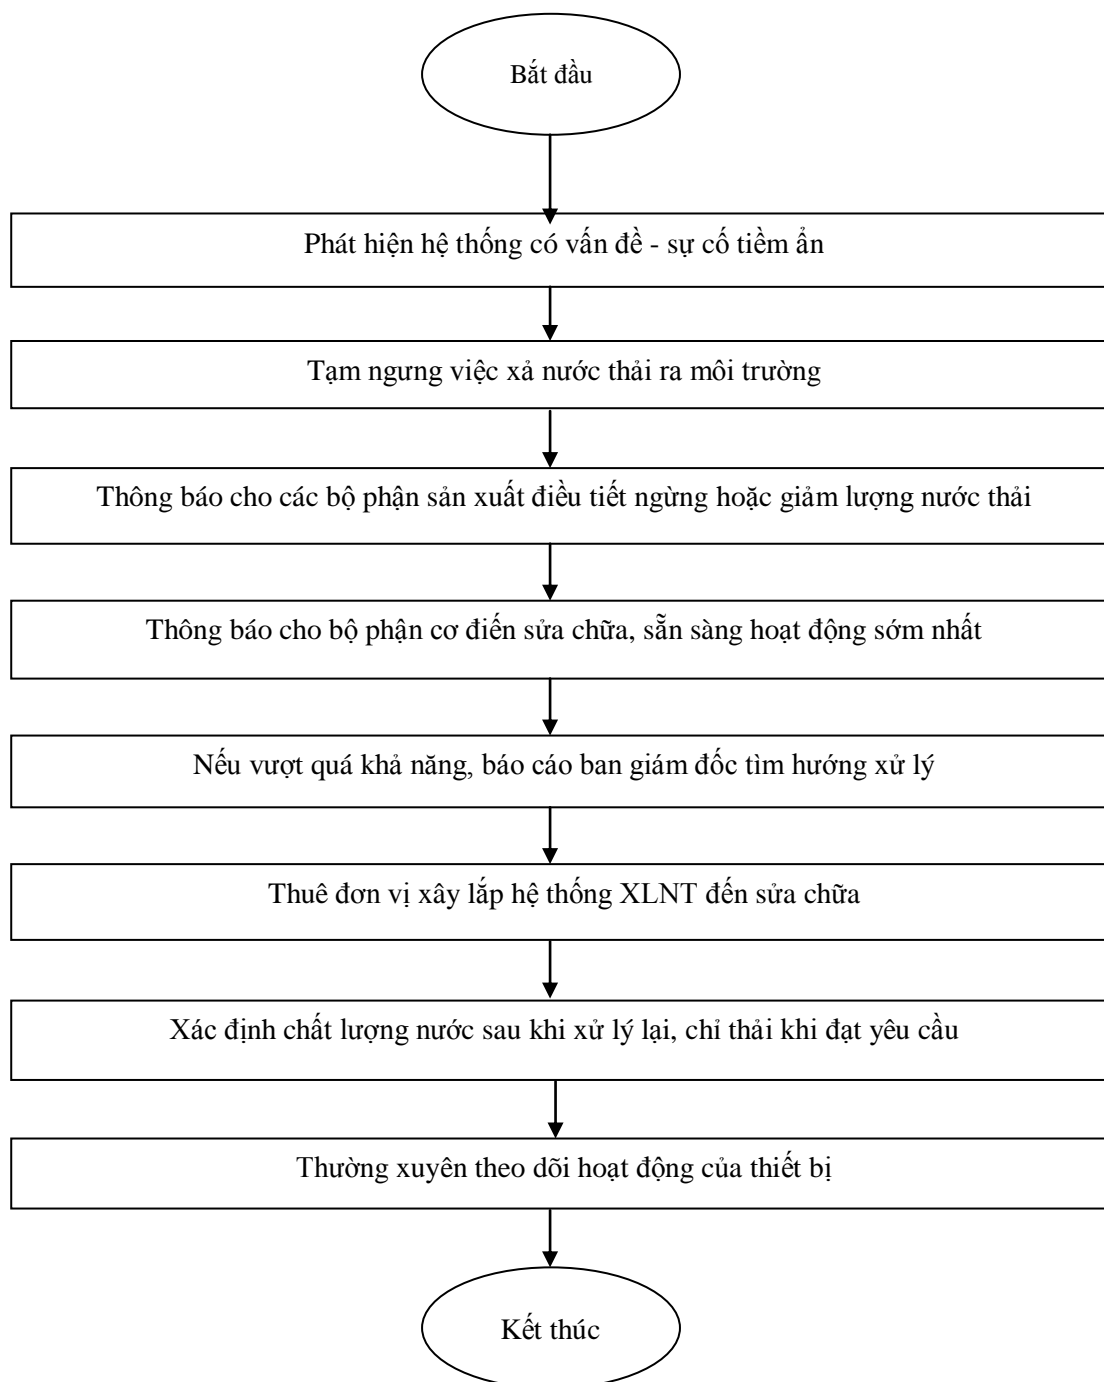 Bắt đầu
Phát hiện hệ thống có vấn đề - sự cố tiềm ẩn
Tạm ngưng việc xả nước thải ra môi trường
Thông báo cho các bộ phận sản xuất điều tiết ngừng hoặc giảm lượng nước thải
Thông báo cho bộ phận cơ điến sửa chữa, sẵn sàng hoạt động sớm nhất
Nếu vượt quá khả năng, báo cáo ban giám đốc tìm hướng xử lý
Thuê đơn vị xây lắp hệ thống XLNT đến sửa chữa
Xác định chất lượng nước sau khi xử lý lại, chỉ thải khi đạt yêu cầu
Thường xuyên theo dõi hoạt động của thiết bị
Kết thúc